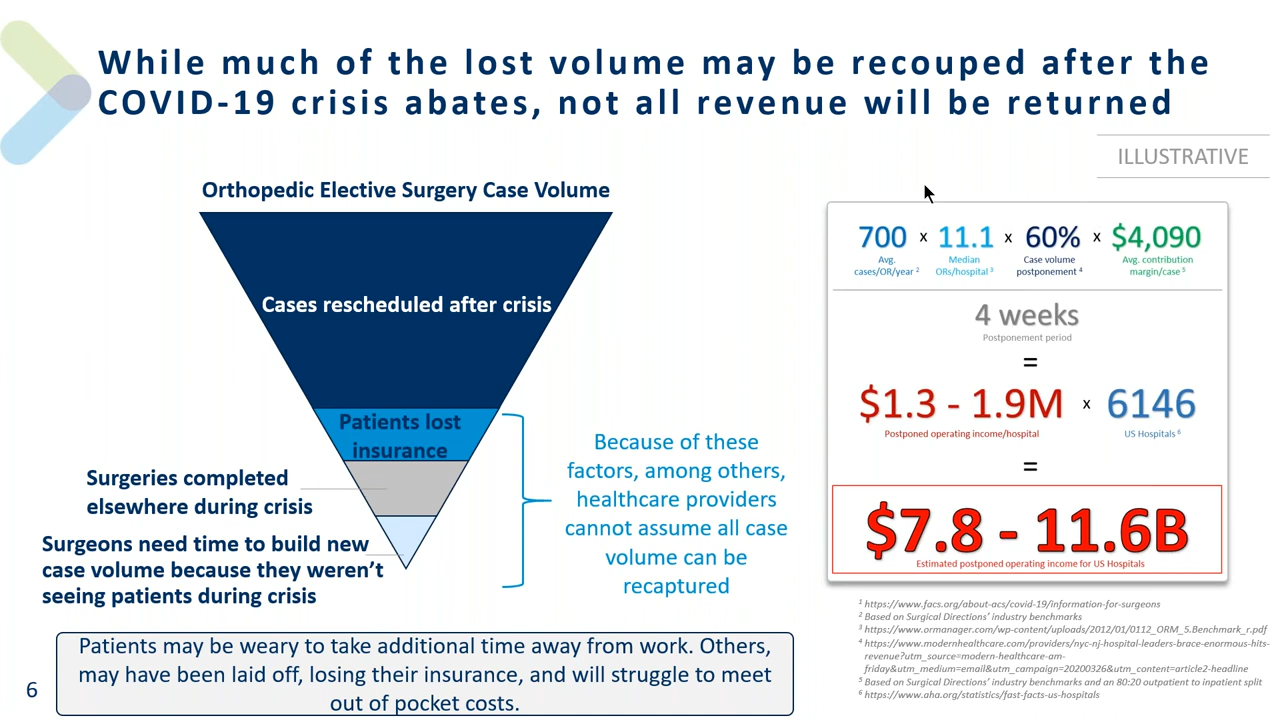 While much of the lost volume may be recouped after the
COVID-19 crisis abates, not all revenue will be returned
ILLUSTRATIVE
Orthopedic Elective Surgery Case Volume
Cases rescheduled after crisis
Patients lost
insurance
Surgeries completed
elsewhere during crisis
Surgeons need time to build new
case volume because they weren't
seeing patients during crisis
Because of these
factors, among others,
healthcare providers
cannot assume all case
volume can be
recaptured
700 x 11.1 x 60% x $4,090
Avg. cases/OR/year 2
Median ORs/hospital 3
Case volume postponement 4
Avg. contribution margin/case 5
4 weeks
Postponement period
=
$1.3 - 1.9M x 6146
Postponed operating income/hospital
US Hospitals 6
=
$7.8 - 11.6B
Estimated postponed operating income for US Hospitals
1 https://www.facs.org/about-acs/covid-19/information-for-surgeons
2 Based on Surgical Directions' industry benchmarks
3 https://www.ormanager.com/wp-content/uploads/2012/01/0112_ORM_5.Benchmark_r.pdf
4 https://www.modernhealthcare.com/providers/nyc-nj-hospital-leaders-brace-enormous-hits-
revenue?utm_source=modern-healthcare-am-
friday&utm_medium=email&utm_campaign=20200326&utm_content=article2-headline
5 Based on Surgical Directions' industry benchmarks and an 80:20 outpatient to inpatient split
6 https://www.aha.org/statistics/fast-facts-us-hospitals
Patients may be weary to take additional time away from work. Others,
may have been laid off, losing their insurance, and will struggle to meet
out of pocket costs.
6